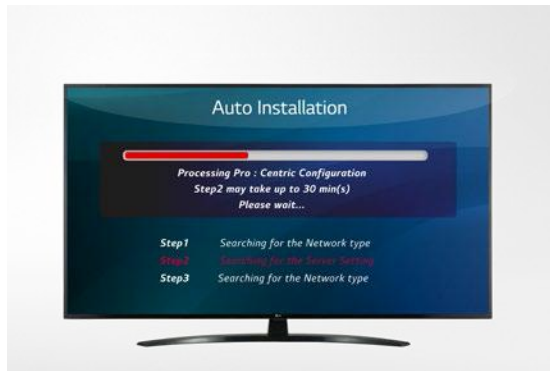 Auto Installation
Processing Pro : Centric Configuration
Step2 may take up to 30 min(s)
Please wait...
Step1 Searching for the Network type
Step2 Searching for the Server Setting
Step3 Searching for the Network type